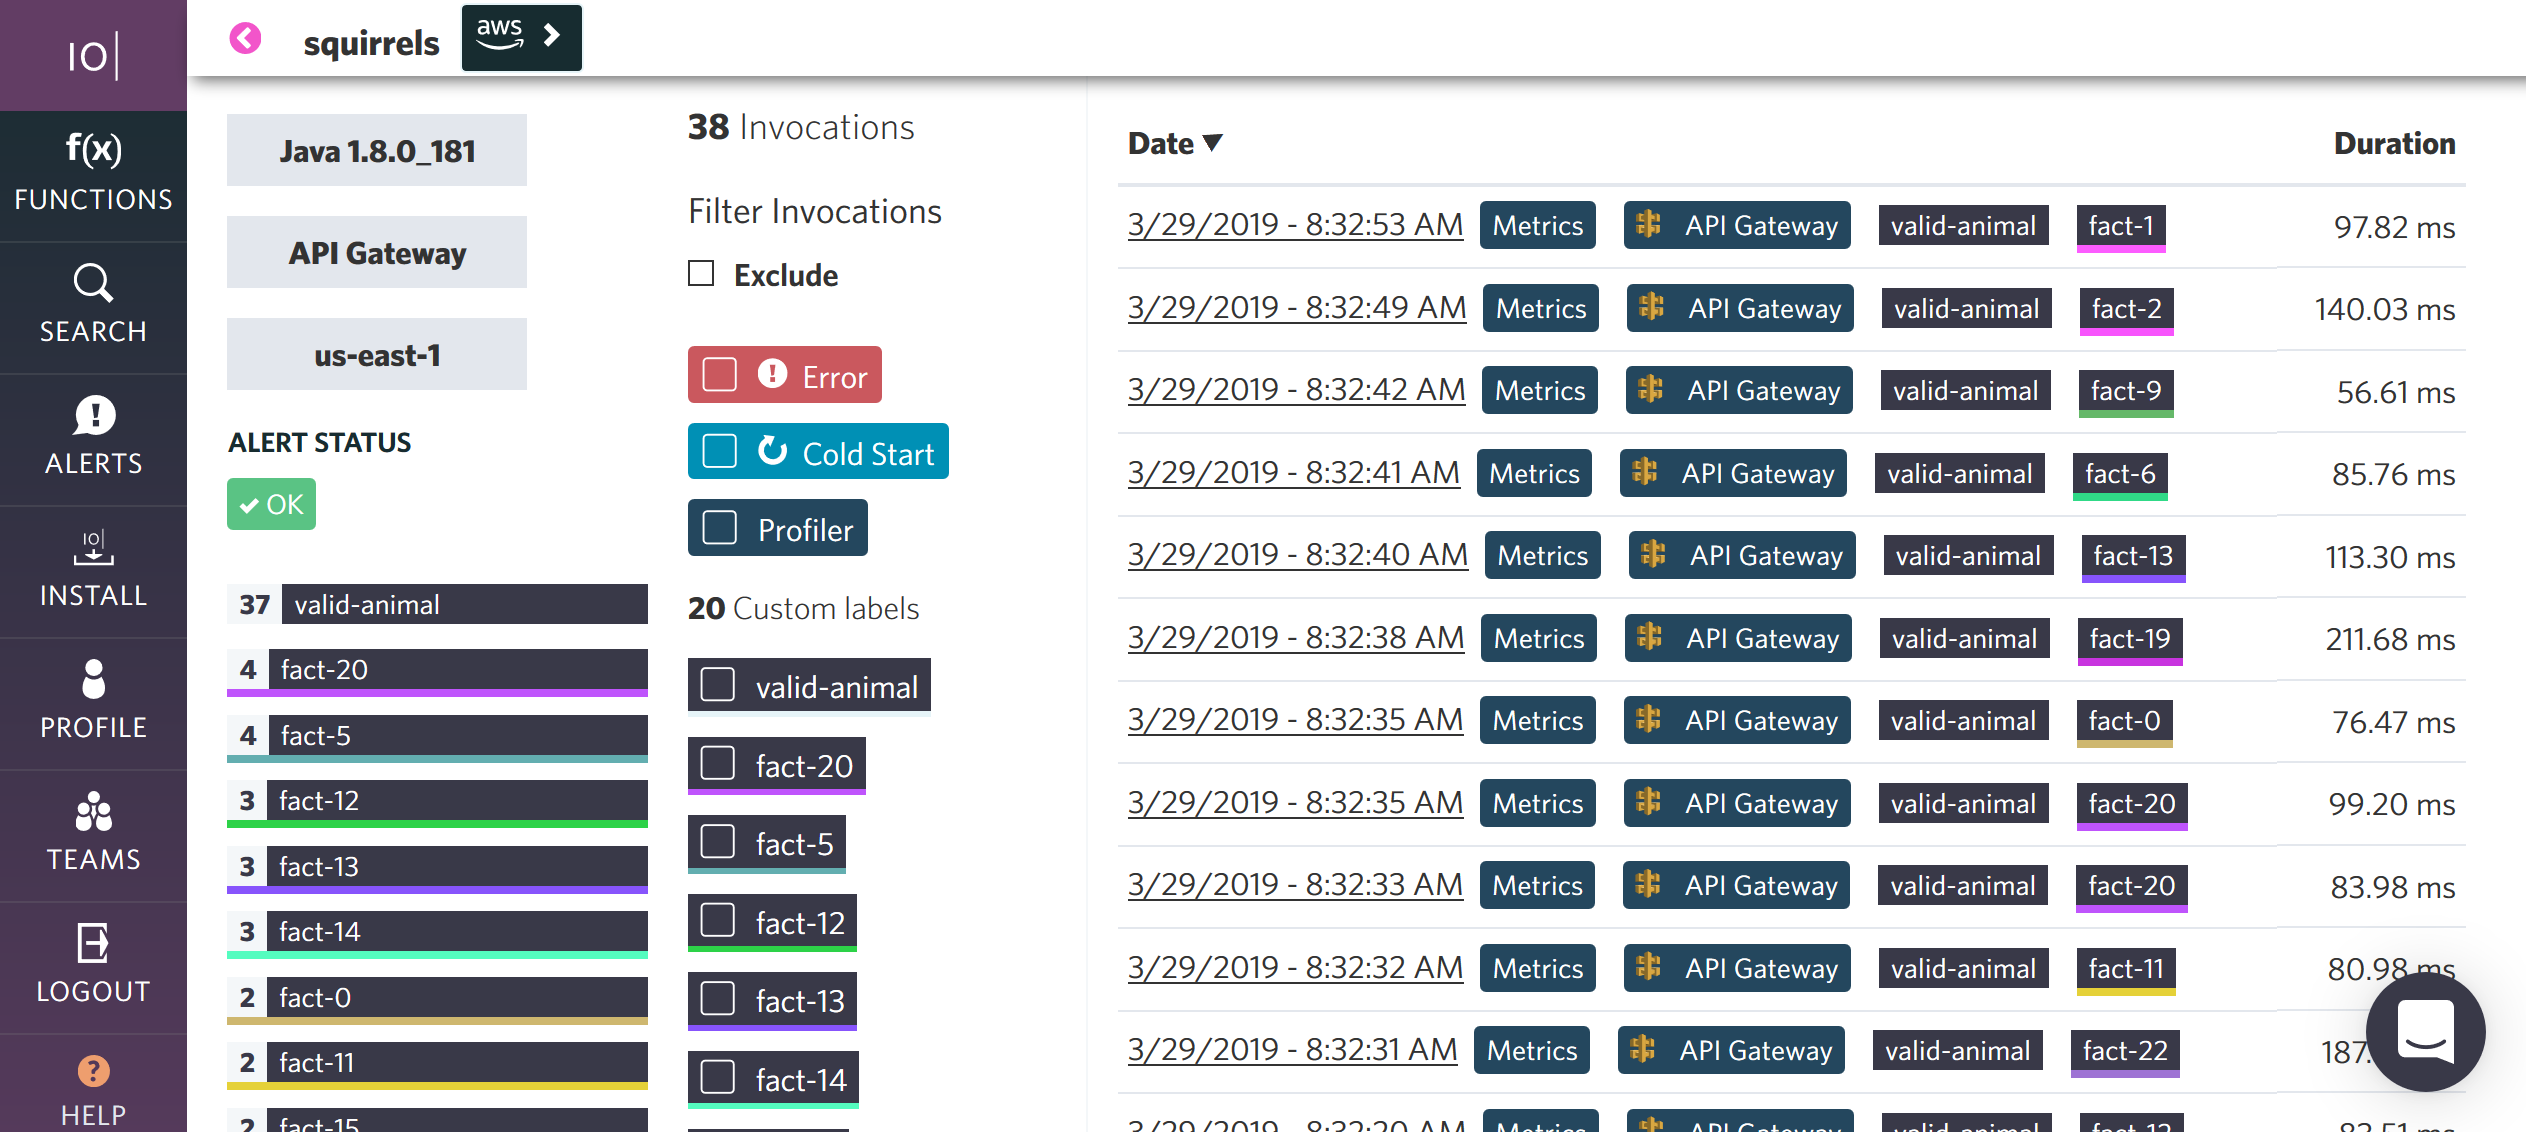 IO|
squirrels
aws
f(x)
FUNCTIONS
SEARCH
ALERTS
IO|
INSTALL
PROFILE
TEAMS
LOGOUT
?
HELP
Java 1.8.0_181
API Gateway
us-east-1
ALERT STATUS
OK
37 valid-animal
4 fact-20
4 fact-5
3 fact-12
3 fact-13
3 fact-14
2 fact-0
2 fact-11
2 fact-15
38 Invocations
Filter Invocations
Exclude
Error
Cold Start
Profiler
20 Custom labels
valid-animal
fact-20
fact-5
fact-12
fact-13
fact-14
Date ▼ Duration
3/29/2019 - 8:32:53 AM Metrics API Gateway valid-animal fact-1 97.82 ms
3/29/2019 - 8:32:49 AM Metrics API Gateway valid-animal fact-2 140.03 ms
3/29/2019 - 8:32:42 AM Metrics API Gateway valid-animal fact-9 56.61 ms
3/29/2019 - 8:32:41 AM Metrics API Gateway valid-animal fact-6 85.76 ms
3/29/2019 - 8:32:40 AM Metrics API Gateway valid-animal fact-13 113.30 ms
3/29/2019 - 8:32:38 AM Metrics API Gateway valid-animal fact-19 211.68 ms
3/29/2019 - 8:32:35 AM Metrics API Gateway valid-animal fact-0 76.47 ms
3/29/2019 - 8:32:35 AM Metrics API Gateway valid-animal fact-20 99.20 ms
3/29/2019 - 8:32:33 AM Metrics API Gateway valid-animal fact-20 83.98 ms
3/29/2019 - 8:32:32 AM Metrics API Gateway valid-animal fact-11 80.98 ms
3/29/2019 - 8:32:31 AM Metrics API Gateway valid-animal fact-22 187.
Metrics API Gateway valid-animal